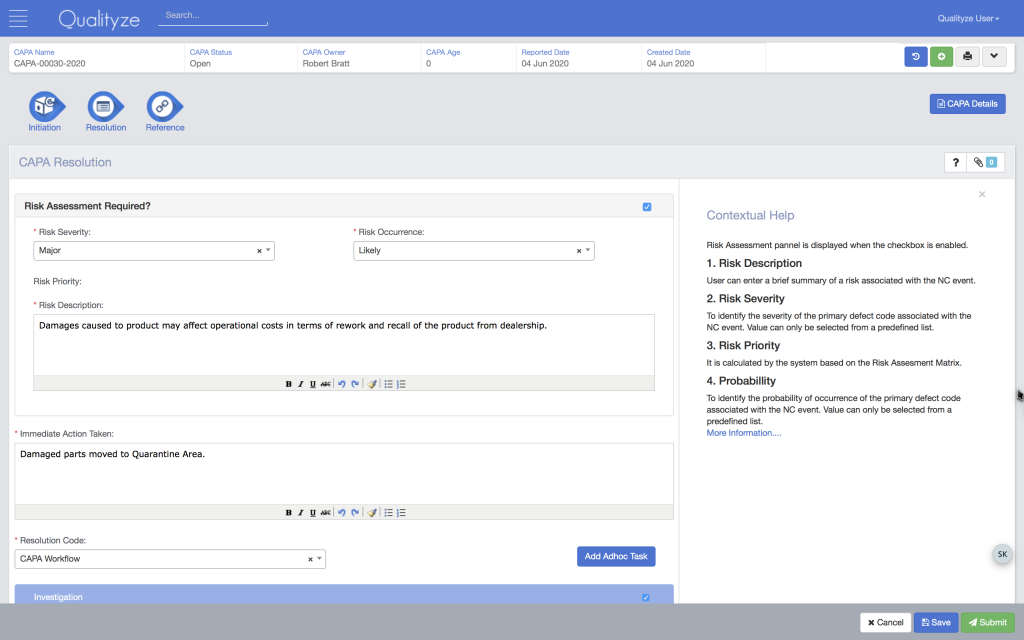 Qualityze
Search...
Qualityze User
CAPA Name
CAPA-00030-2020
CAPA Status
Open
CAPA Owner
Robert Bratt
CAPA Age
0
Reported Date
04 Jun 2020
Created Date
04 Jun 2020
Initiation
Resolution
Reference
CAPA Details
CAPA Resolution
?
0
Risk Assessment Required?
* Risk Severity:
Major
* Risk Occurrence:
Likely
Risk Priority:
* Risk Description:
Damages caused to product may affect operational costs in terms of rework and recall of the product from dealership.
B I U ABC
* Immediate Action Taken:
Damaged parts moved to Quarantine Area.
B I U ABC
* Resolution Code:
CAPA Workflow
Add Adhoc Task
Investigation
Contextual Help
Risk Assessment pannel is displayed when the checkbox is enabled.
1. Risk Description
User can enter a brief summary of a risk associated with the NC event.
2. Risk Severity
To identify the severity of the primary defect code associated with the
NC event. Value can only be selected from a predefined list.
3. Risk Priority
It is calculated by the system based on the Risk Assesment Matrix.
4. Probabillity
To identify the probability of occurrence of the primary defect code
associated with the NC event. Value can only be selected from a
predefined list.
More Information....
SK
Cancel
Save
Submit